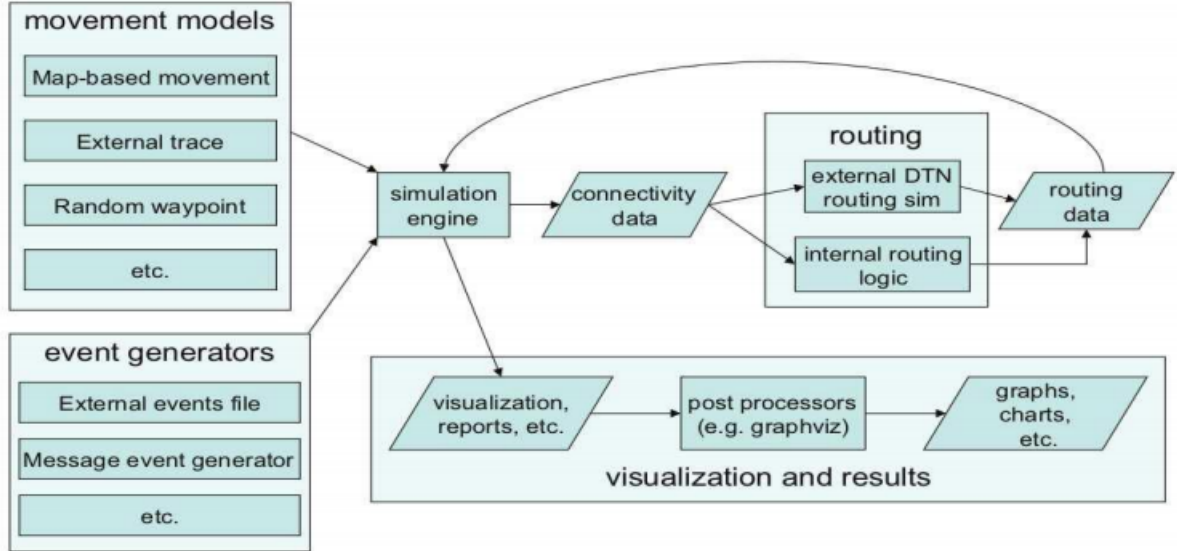 movement models
Map-based movement
External trace
Random waypoint
etc.
event generators
External events file
Message event generator
etc.
simulation
engine
connectivity
data
routing
external DTN
routing sim
internal routing
logic
routing
data
visualization,
reports, etc.
post processors
(e.g. graphviz)
graphs,
charts,
etc.
visualization and results